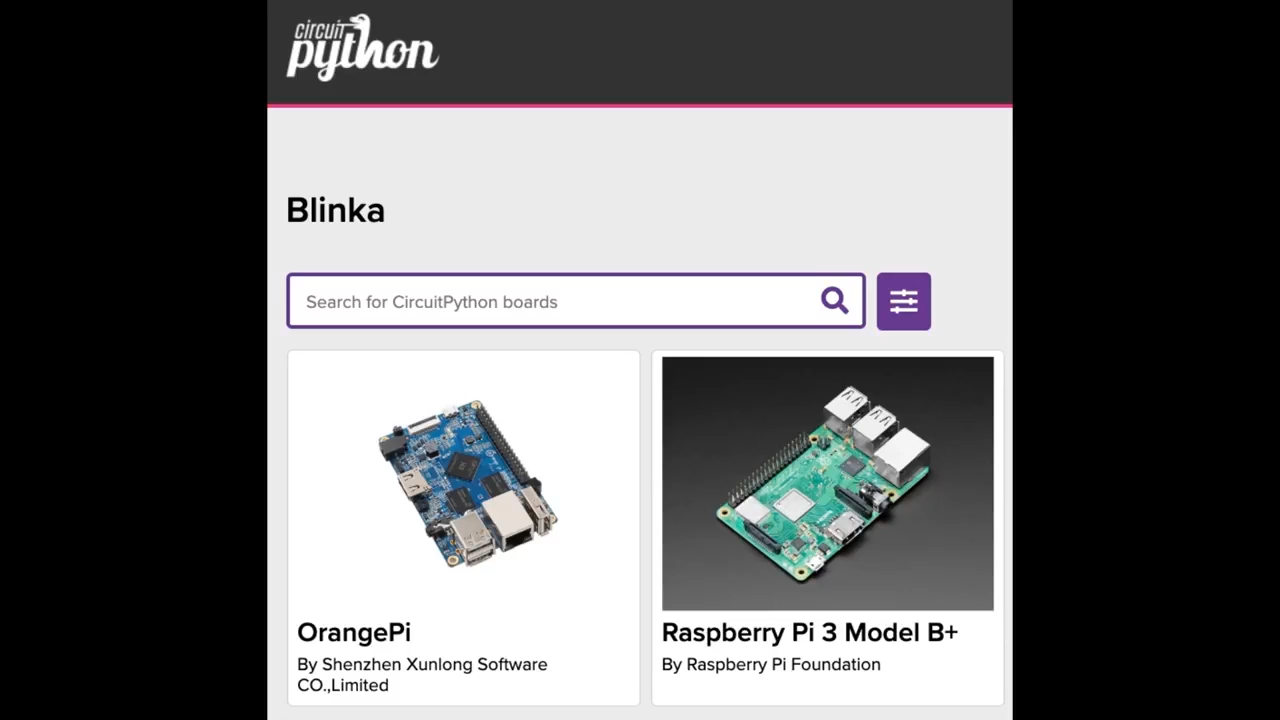 circuit
python
Blinka
Search for CircuitPython boards
OrangePi
By Shenzhen Xunlong Software
CO.,Limited
Raspberry Pi 3 Model B+
By Raspberry Pi Foundation